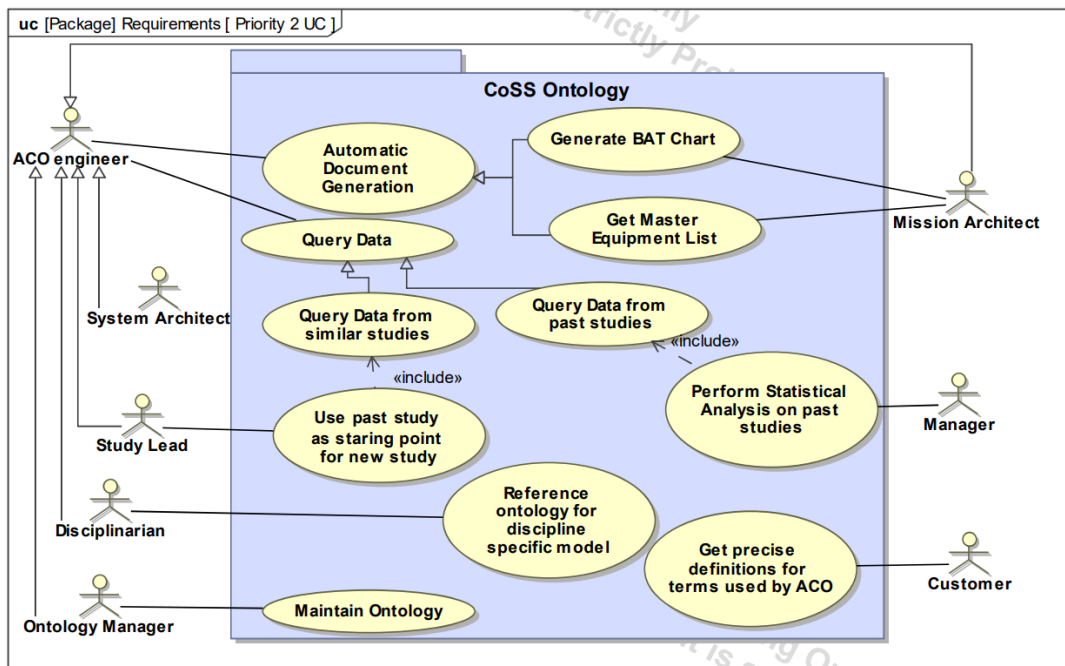 uc [Package] Requirements [ Priority 2 UC ]
CoSS Ontology
ACO engineer
Automatic
Document
Generation
Generate BAT Chart
Get Master
Equipment List
Mission Architect
Query Data
System Architect
Query Data from
similar studies
Query Data from
past studies
«include»
«include»
Use past study
as staring point
for new study
Study Lead
Perform Statistical
Analysis on past
studies
Manager
Reference
ontology for
discipline
specific model
Disciplinarian
Get precise
definitions for
terms used by ACO
Customer
Maintain Ontology
Ontology Manager